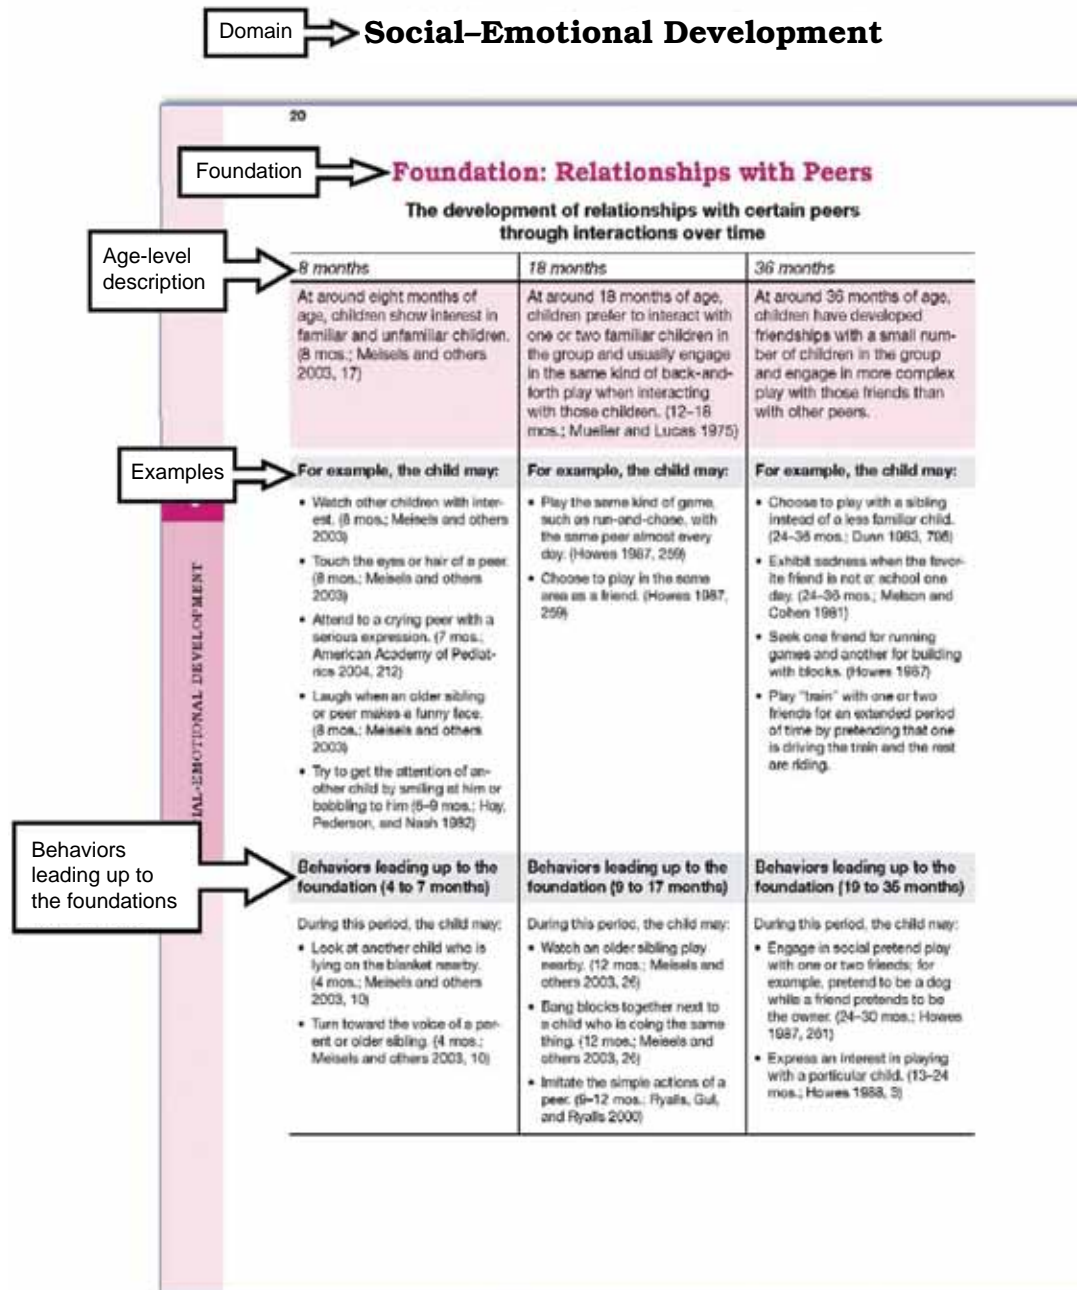 Domain
Social–Emotional Development
20
Foundation
Foundation: Relationships with Peers
The development of relationships with certain peers
through interactions over time
Age-level
description
8 months
At around eight months of
age, children show interest in
familiar and unfamiliar children.
(8 mos.; Meisels and others
2003, 17)
18 months
At around 18 months of age,
children prefer to interact with
one or two familiar children in
the group and usually engage
in the same kind of back-and-
forth play when interacting
with those children. (12–18
mos.; Mueller and Lucas 1975)
36 months
At around 36 months of age,
children have developed
friendships with a small num-
ber of children in the group
and engage in more complex
play with those friends than
with other peers.
Examples
For example, the child may:
• Watch other children with inter-
est. (8 mos.; Meisels and others
2003)
• Touch the eyes or hair of a peer.
(8 mos.; Meisels and others
2003)
• Attend to a crying peer with a
serious expression. (7 mos.;
American Academy of Pediat-
rics 2004, 212)
• Laugh when an older sibling
or peer makes a funny face.
(8 mos.; Meisels and others
2003)
• Try to get the attention of an-
other child by smiling at him or
babbling to him (6–9 mos.; Hay,
Pederson, and Nash 1982)
For example, the child may:
• Play the same kind of game,
such as run-and-chase, with
the same peer almost every
day. (Howes 1987, 259)
• Choose to play in the same
area as a friend. (Howes 1987,
259)
For example, the child may:
• Choose to play with a sibling
instead of a less familiar child.
(24–36 mos.; Dunn 1983,
• Exhibit sadness when the favor-
ite friend is not at school one
day. (24–36 mos.; Melson and
Cohen 1981)
• Seek one friend for running
games and another for building
with blocks. (Howes 1987)
• Play "train" with one or two
friends for an extended period
of time by pretending that one
is driving the train and the rest
are riding.
IAL-EMOTIONAL DEVELOPMENT
Behaviors
leading up to
the foundations
Behaviors leading up to the
foundation (4 to 7 months)
During this period, the child may:
• Look at another child who is
lying on the blanket nearby.
(4 mos.; Meisels and others
2003, 10)
• Turn toward the voice of a par-
ent or older sibling. (4 mos.;
Meisels and others 2003, 10)
Behaviors leading up to the
foundation (9 to 17 months)
During this period, the child may:
• Watch an older sibling play
nearby. (12 mos.; Meisels and
others 2003, 26)
• Bang blocks together next to
a child who is doing the same
thing. (12 mos.; Meisels and
others 2003, 26)
• Imitate the simple actions of a
peer. (9–12 mos.; Ryalls, Gul,
and Ryalls 2000)
Behaviors leading up to the
foundation (19 to 35 months)
During this period, the child may:
• Engage in social pretend play
with one or two friends; for
example, pretend to be a dog
while a friend pretends to be
the owner. (24–30 mos.; Howes
1987, 261)
• Express an interest in playing
with a particular child. (13–24
mos.; Howes 1988, 3)